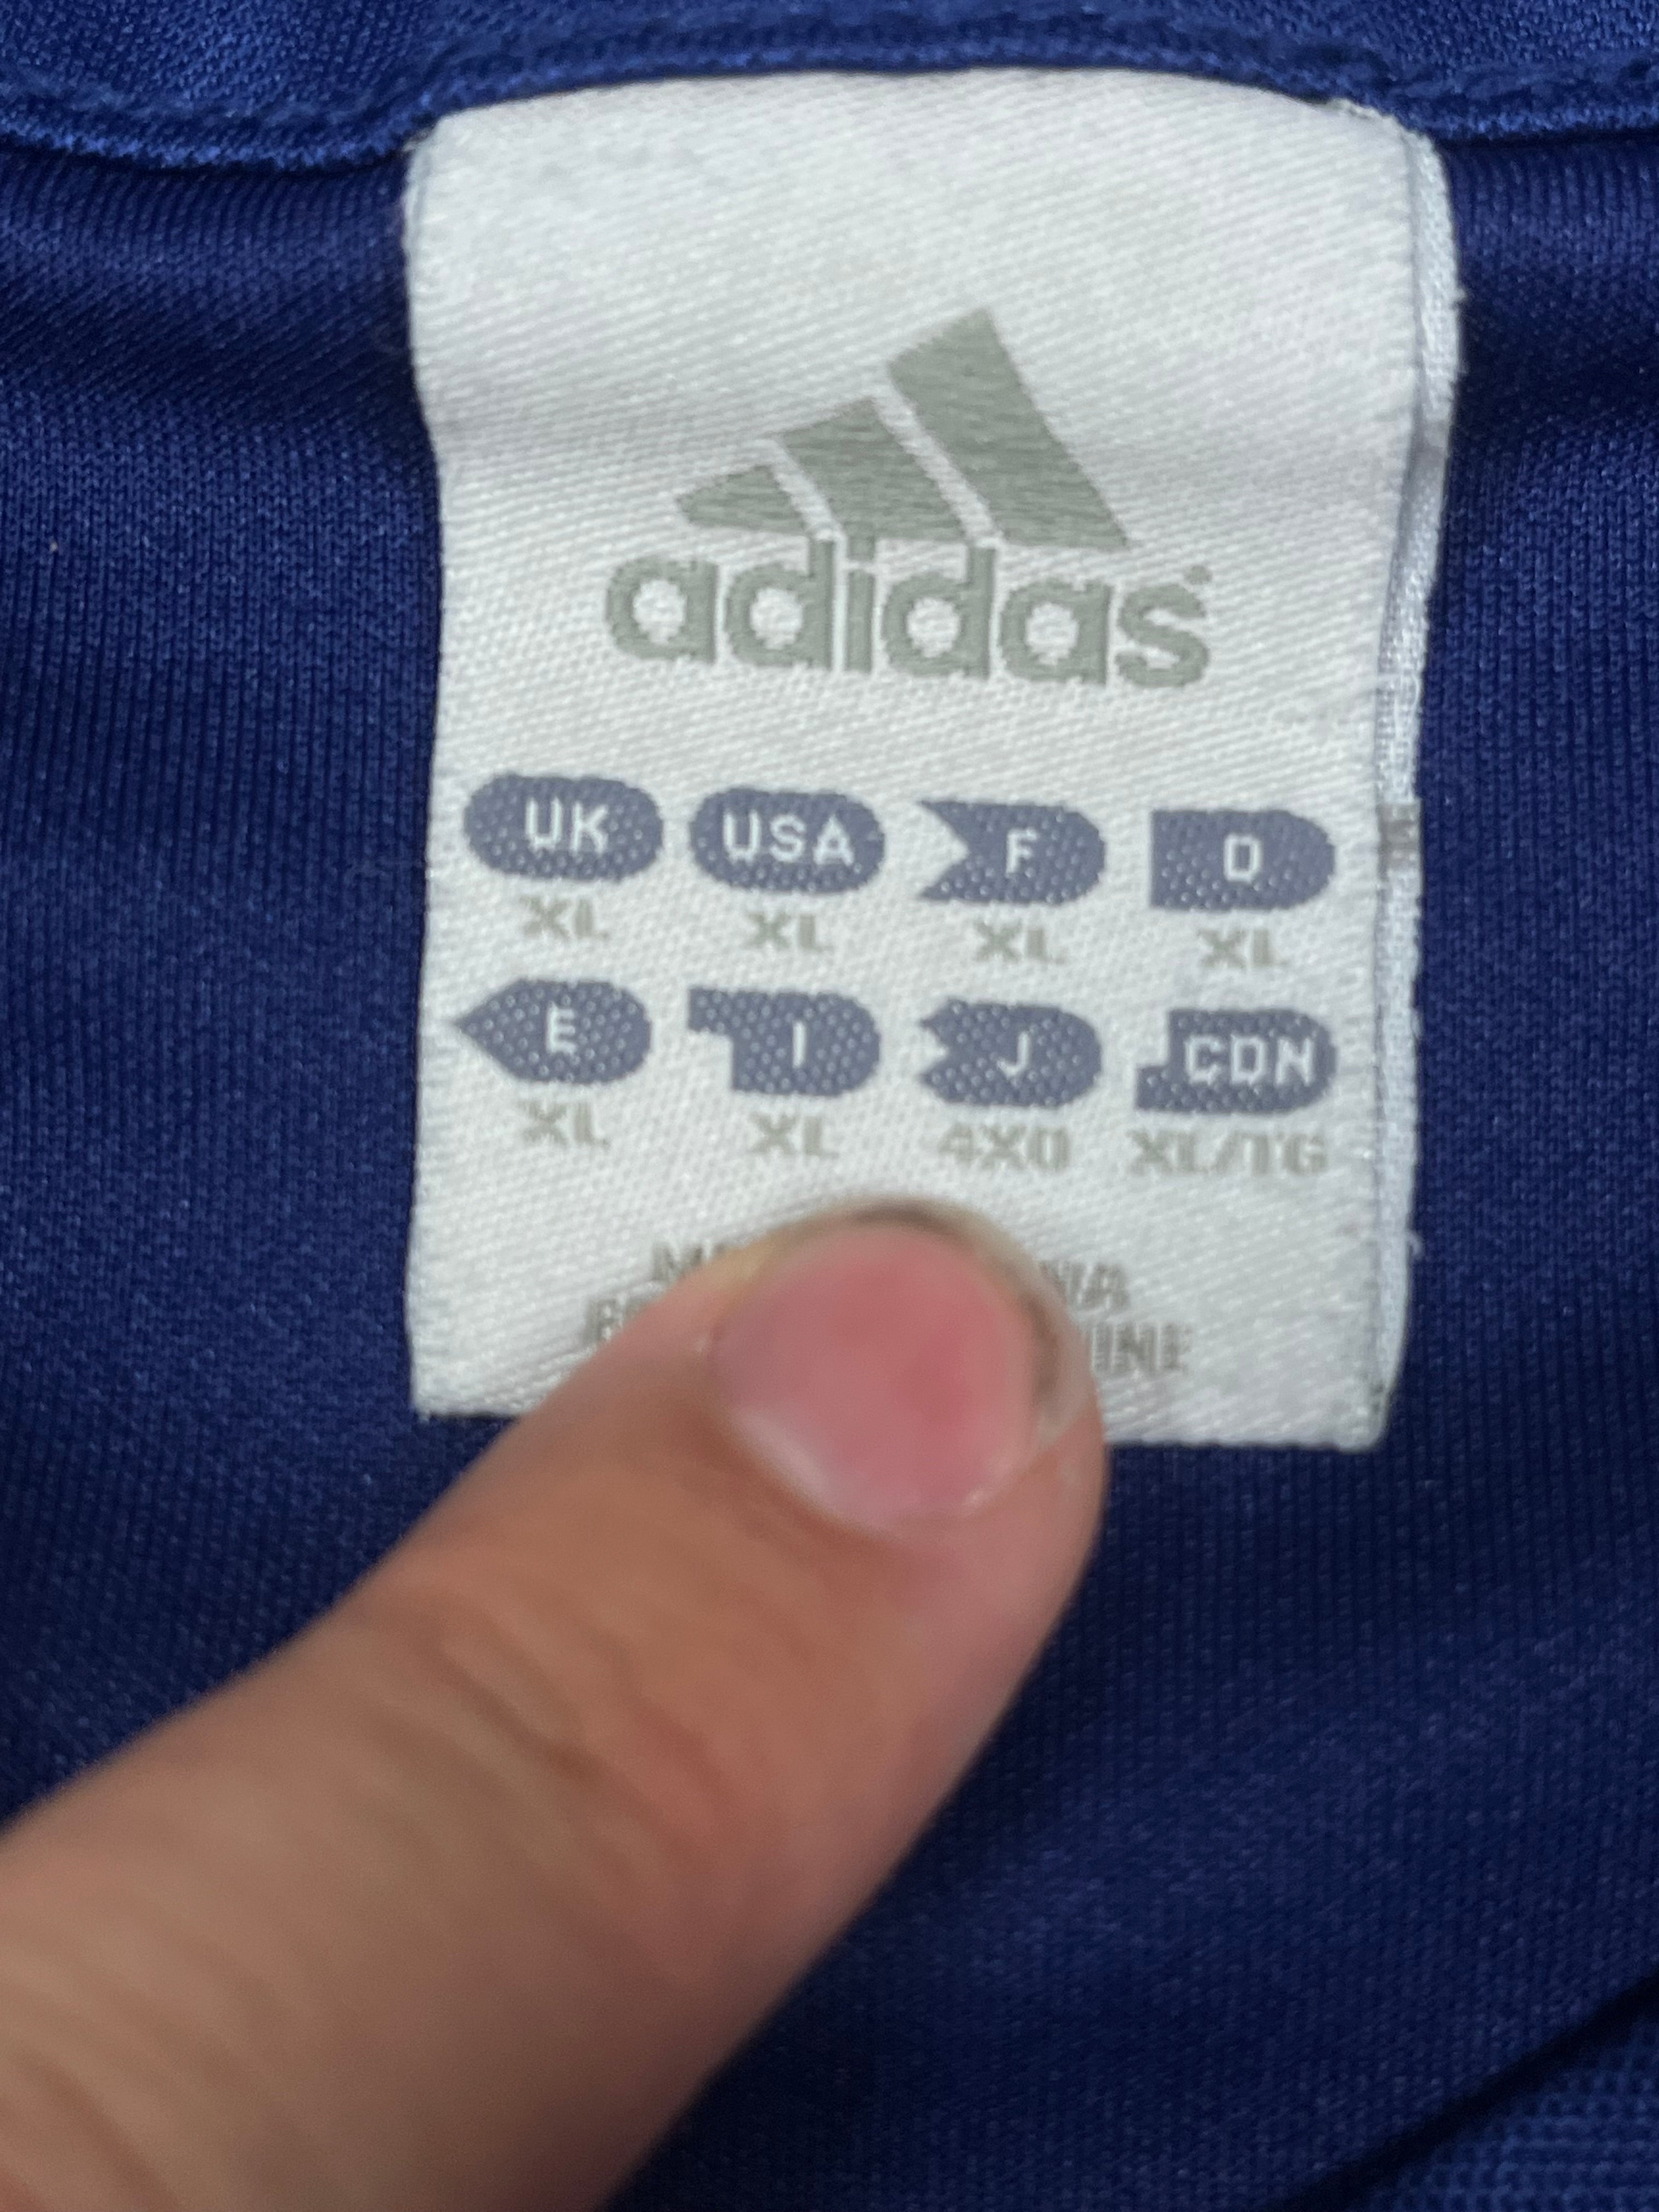 adidas
UK USA F D
XL XL XL XL
E I J CDN
XL XL 4XO XL/TG